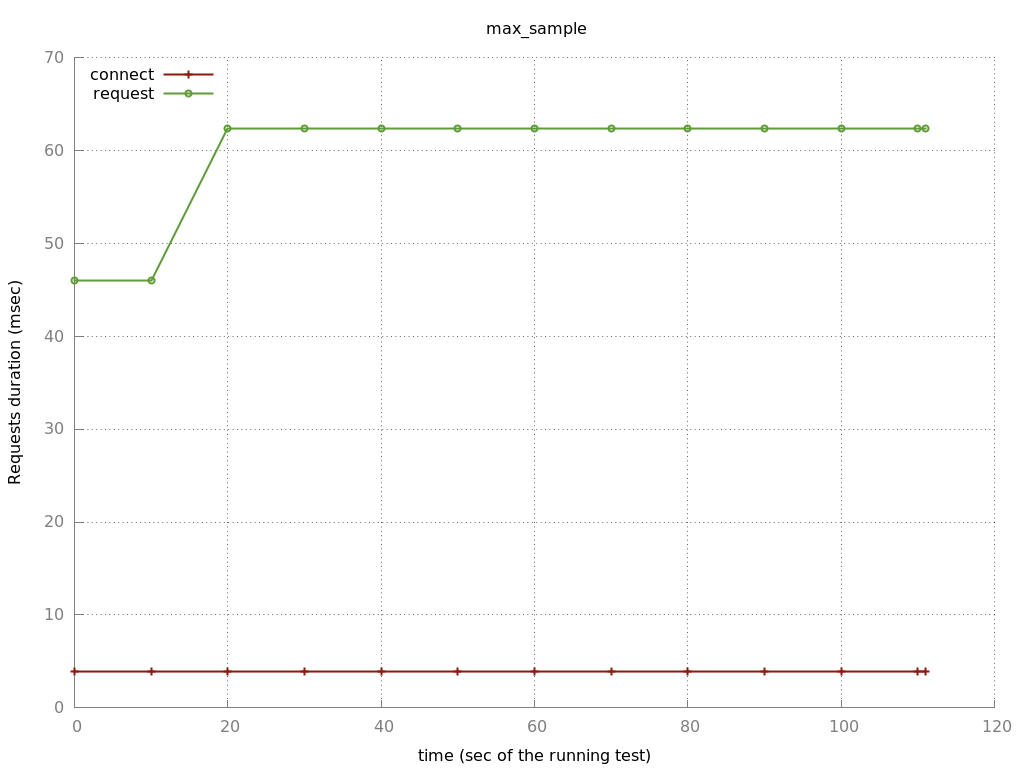 max_sample
70
60
50
40
30
20
10
0
connect
request
Requests duration (msec)
0 20 40 60 80 100 120
time (sec of the running test)